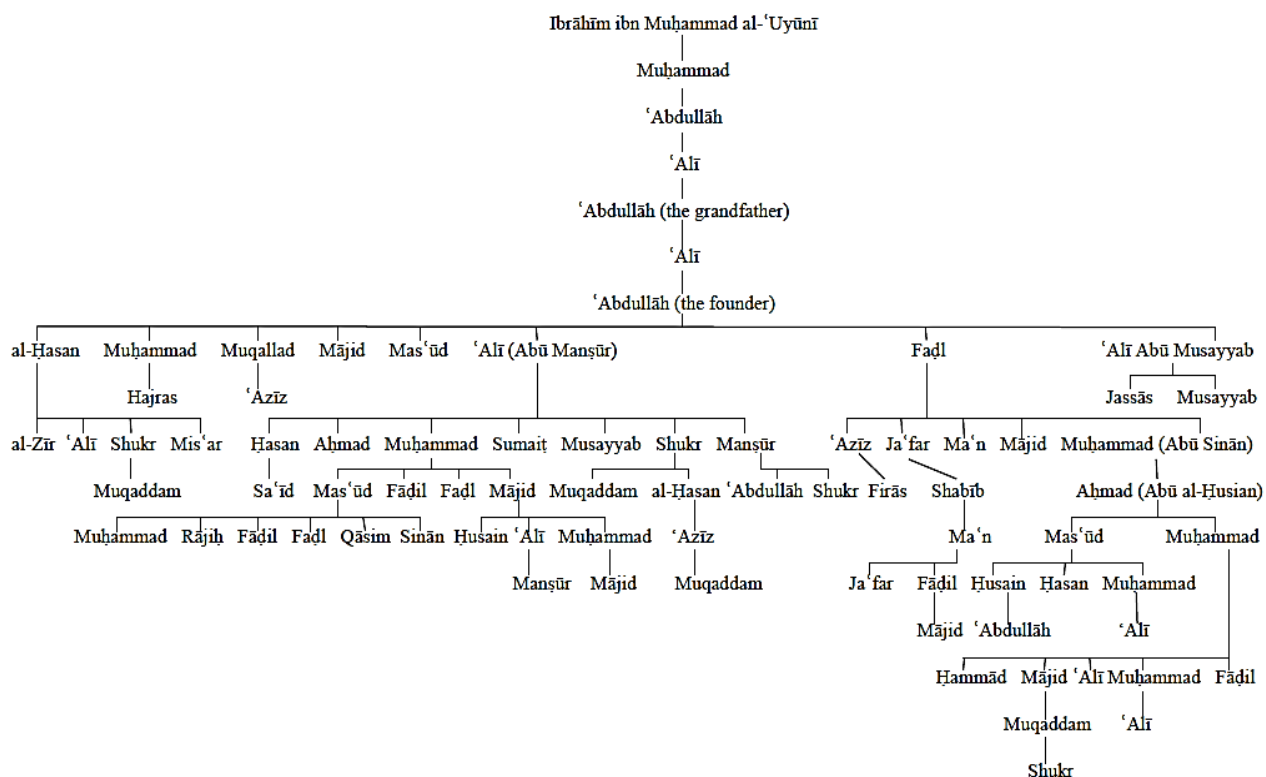 Ibrāhīm ibn Muḥammad al-ʿUyūnī
Muḥammad
ʿAbdullāh
ʿAlī
ʿAbdullāh (the grandfather)
ʿAlī
ʿAbdullāh (the founder)
al-Ḥasan Muḥammad Muqallad Mājid Masʿūd ʿAlī (Abū Manṣūr) Faḍl ʿAlī Abū Musayyab
Hajras ʿAzīz Jassās Musayyab
al-Zīr ʿAlī Shukr Misʿar Ḥasan Aḥmad Muḥammad Sumaiṭ Musayyab Shukr Manṣūr ʿAzīz Jaʿfar Maʿn Mājid Muḥammad (Abū Sinān)
Muqaddam Saʿīd Masʿūd Fāḍil Faḍl Mājid Muqaddam al-Hasan ʿAbdullāh Shukr Firās Shabīb Aḥmad (Abū al-Ḥusian)
Muḥammad Rājiḥ Fāḍil Faḍl Qāsim Sinān Ḥusain ʿAlī Muḥammad ʿAzīz Maʿn Masʿūd Muḥammad
Manṣūr Mājid Muqaddam Jaʿfar Fāḍil Ḥusain Ḥasan Muḥammad
Mājid ʿAbdullāh ʿAlī
Ḥammād Mājid ʿAlī Muḥammad Fāḍil
Muqaddam ʿAlī
Shukr